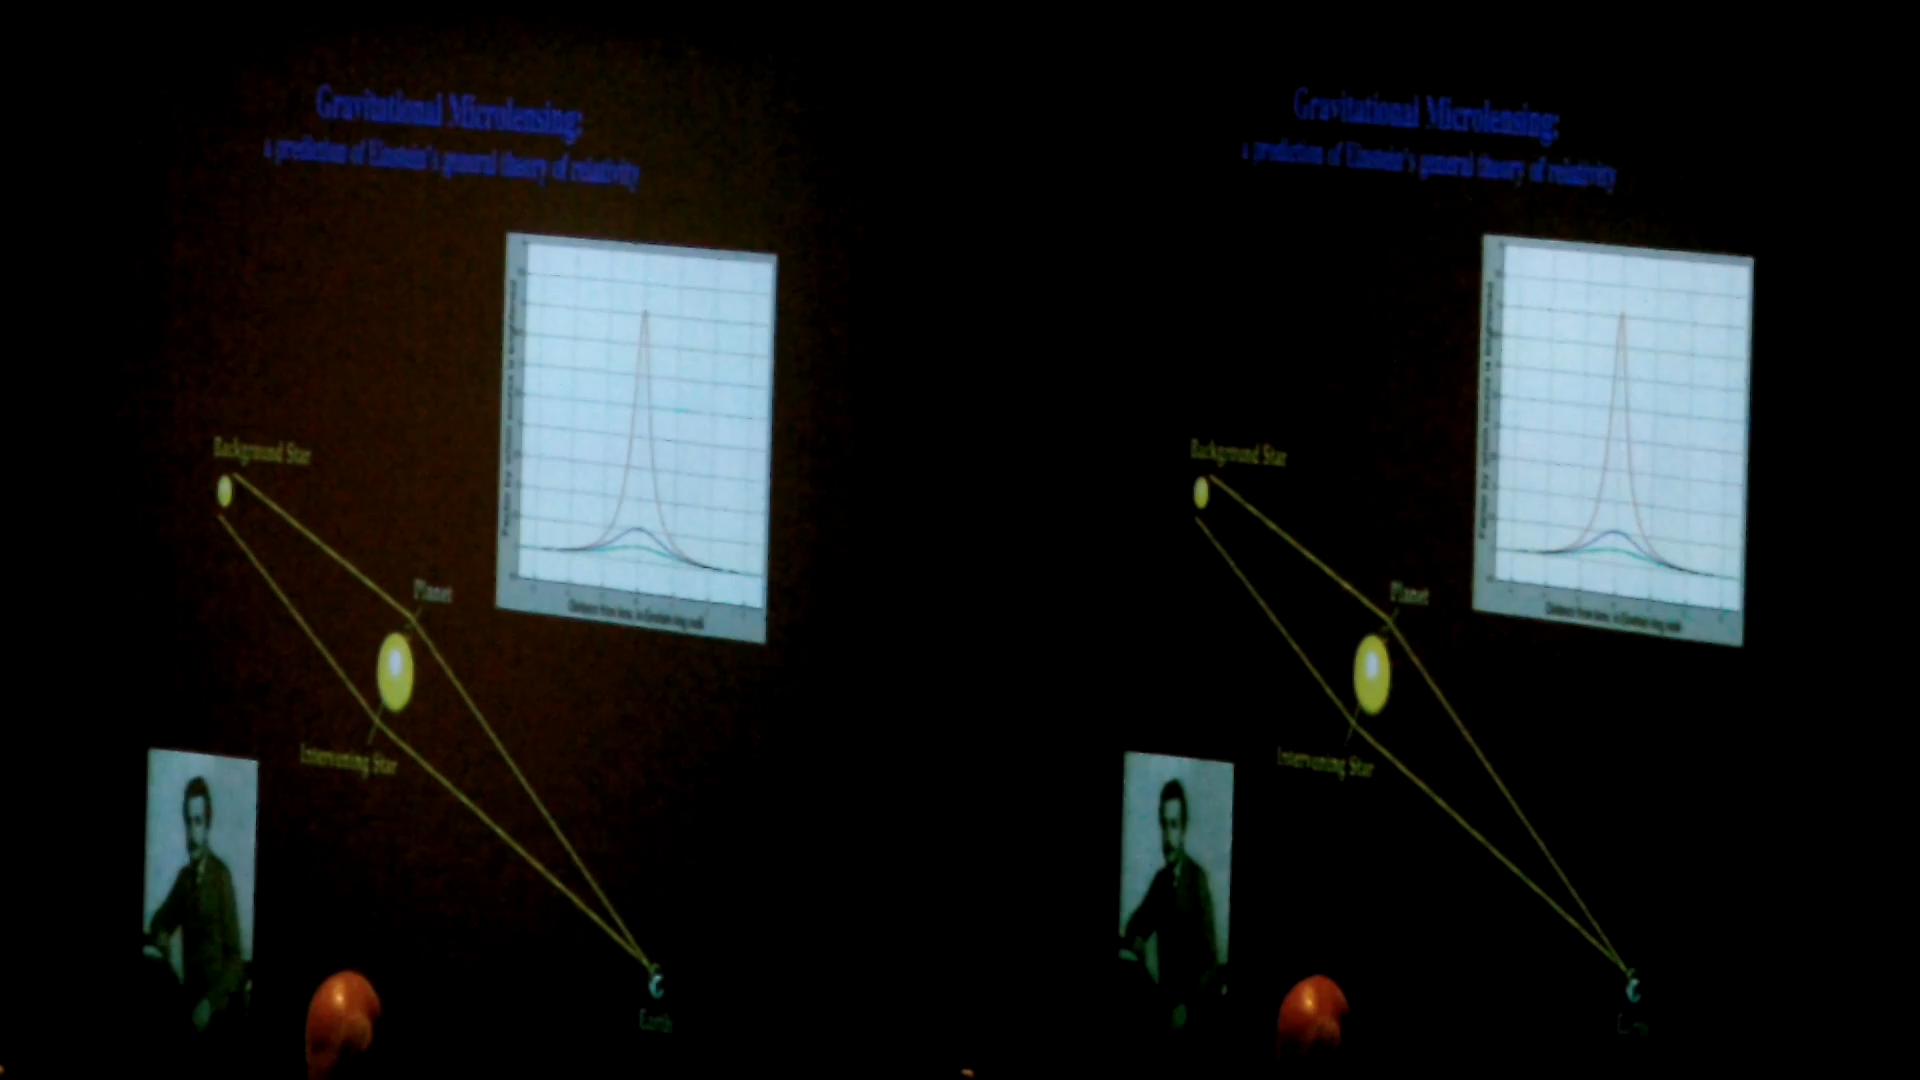 Gravitational Microlensing:
a prediction of Einstein's general theory of relativity
Background Star
Planet
Intervening Star
Earth
Gravitational Microlensing:
a prediction of Einstein's general theory of relativity
Background Star
Planet
Intervening Star